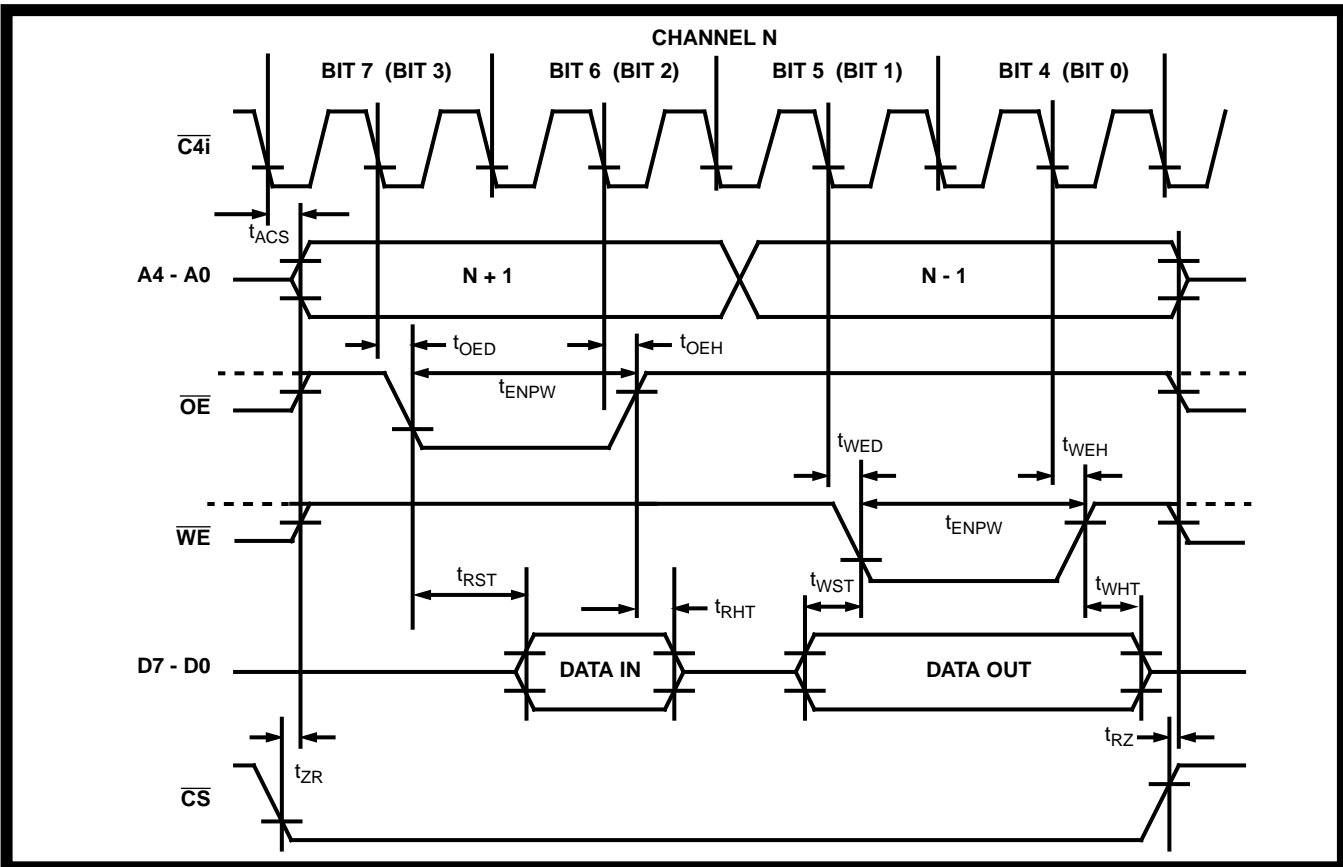 CHANNEL N
BIT 7 (BIT 3) BIT 6 (BIT 2) BIT 5 (BIT 1) BIT 4 (BIT 0)
C4i
tACS
A4 - A0 N + 1 N - 1
tOED tOEH
tENPW
OE
tWED tWEH
tENPW
WE
tRST tRHT tWST tWHT
D7 - D0 DATA IN DATA OUT
tRZ
tZR
CS